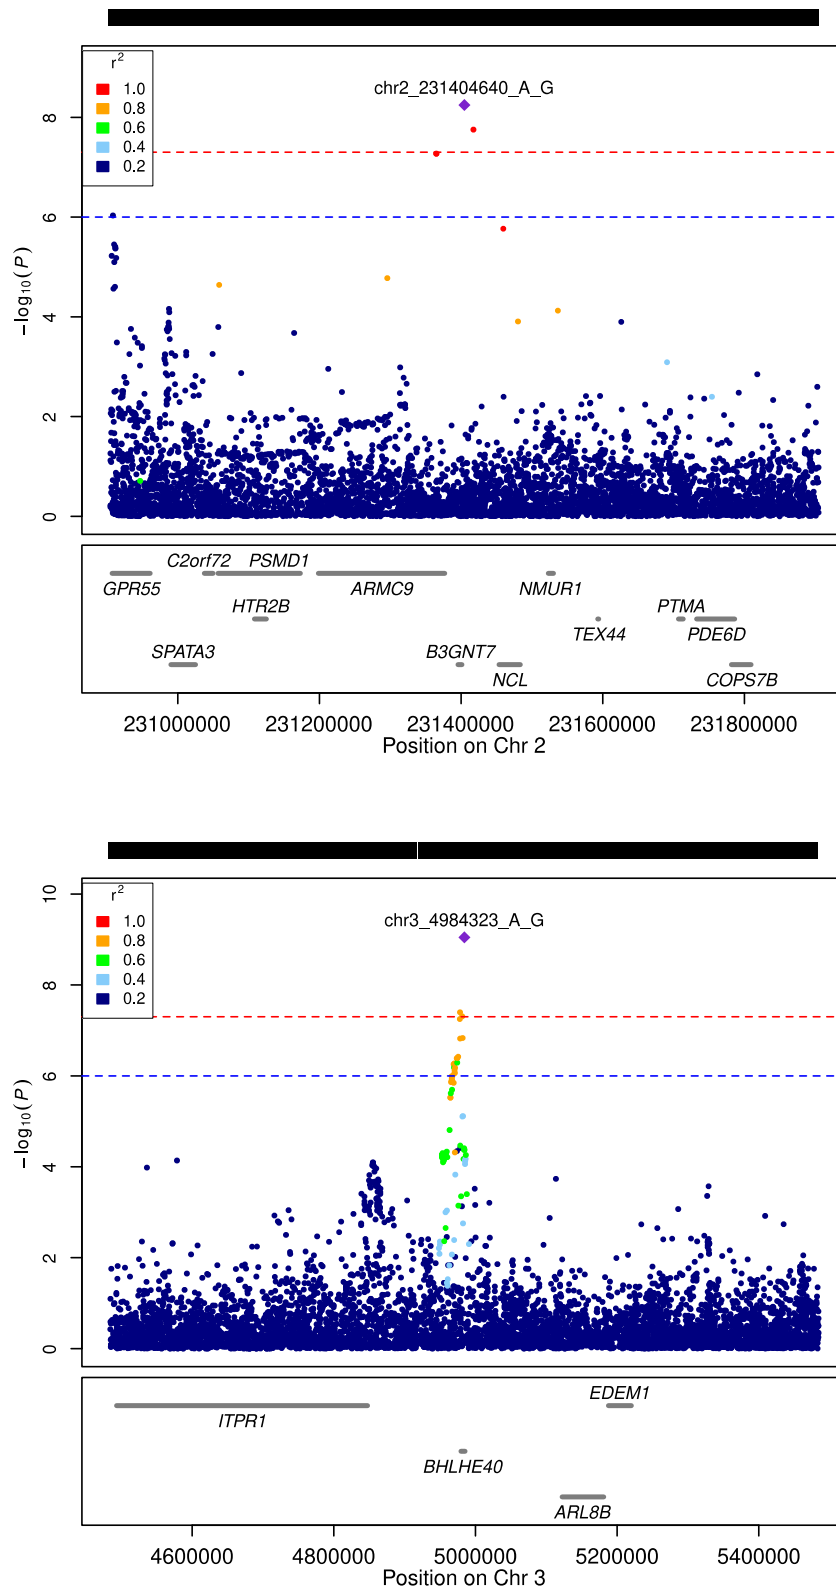 r2
1.0
0.8
0.6
0.4
0.2
chr2_231404640_A_G
8
6
4
2
0
−log10(P)
C2orf72 PSMD1
GPR55 ARMC9 NMUR1
HTR2B PTMA
TEX44 PDE6D
SPATA3 B3GNT7
NCL COPS7B
231000000 231200000 231400000 231600000 231800000
Position on Chr 2
r2
1.0
0.8
0.6
0.4
0.2
chr3_4984323_A_G
10
8
6
4
2
0
−log10(P)
EDEM1
ITPR1
BHLHE40
ARL8B
4600000 4800000 5000000 5200000 5400000
Position on Chr 3